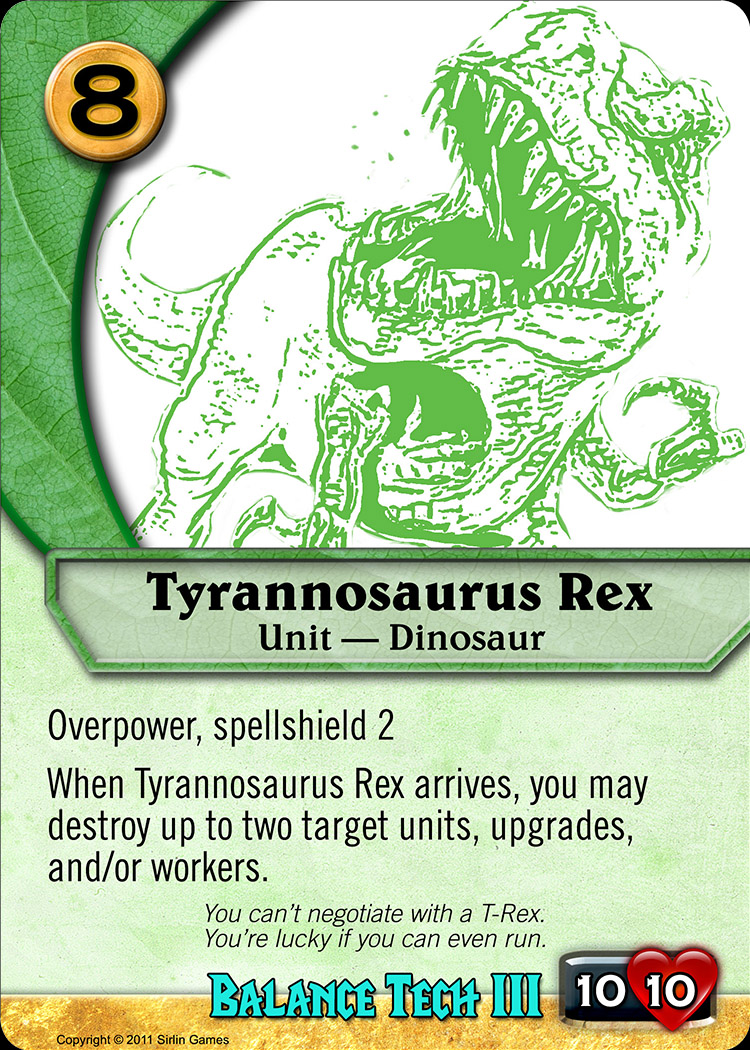 8
Tyrannosaurus Rex
Unit — Dinosaur
Overpower, spellshield 2
When Tyrannosaurus Rex arrives, you may
destroy up to two target units, upgrades,
and/or workers.
You can't negotiate with a T-Rex.
You're lucky if you can even run.
Balance Tech III
10 10
Copyright © 2011 Sirlin Games